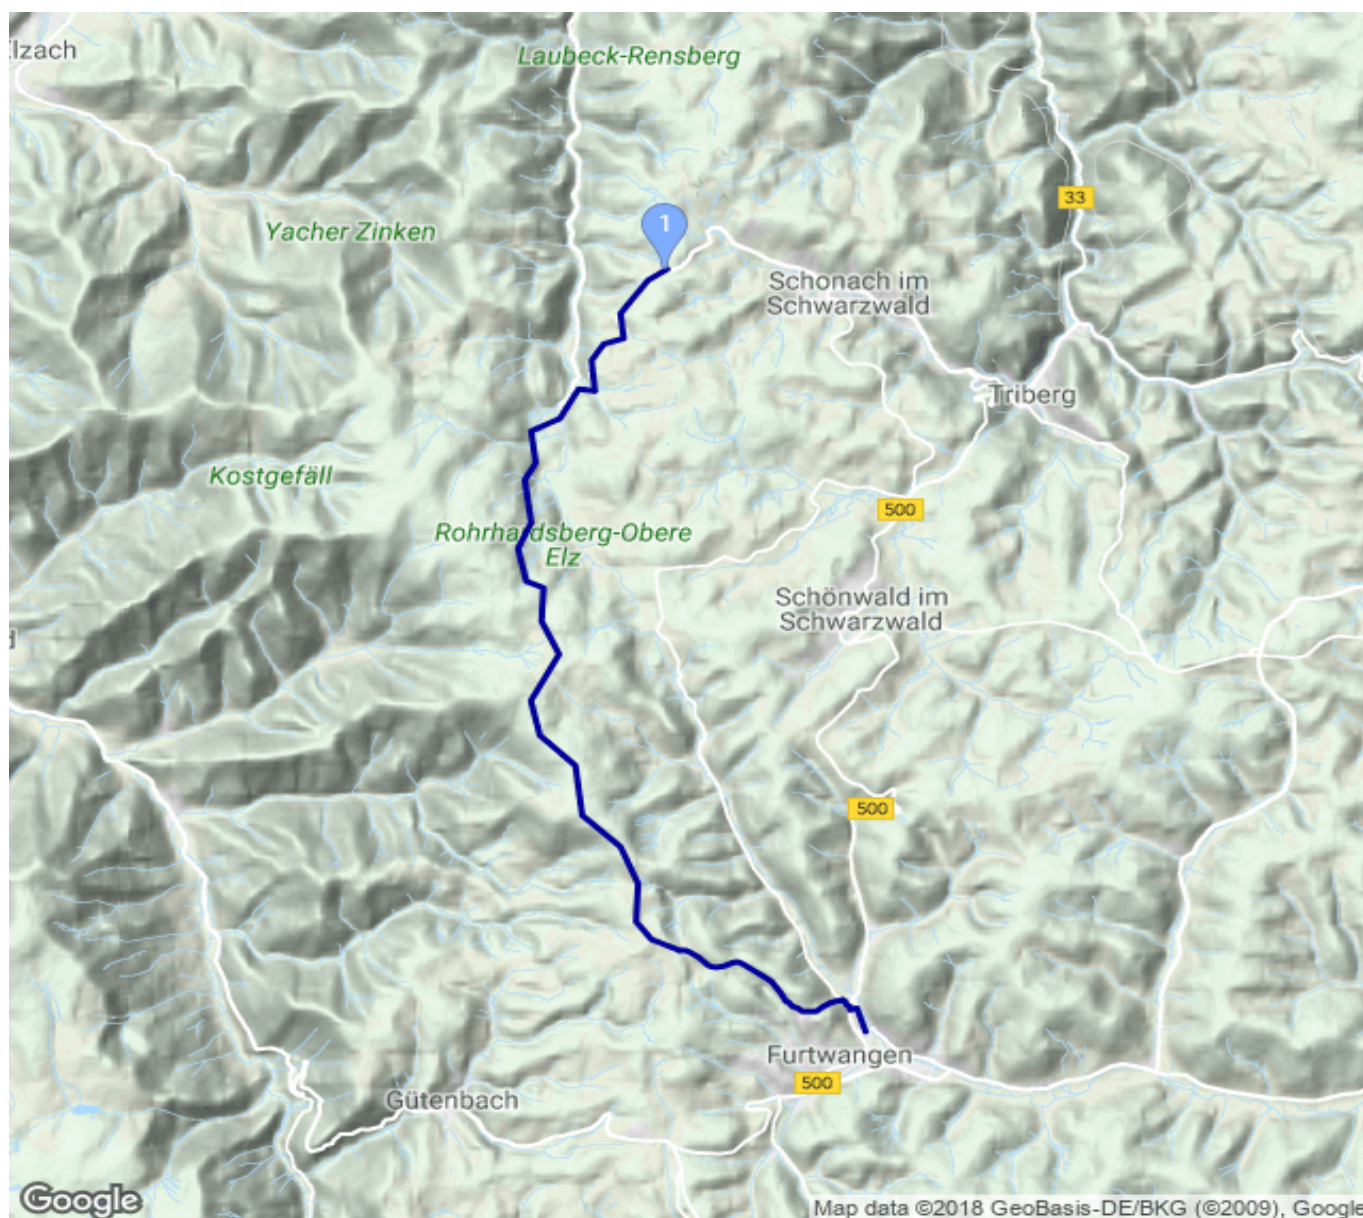 Elzach
Laubeck-Rensberg
33
1
Yacher Zinken
Schonach im
Schwarzwald
Triberg
Kostgefäll
500
Rohrhardsberg-Obere
Elz
Schönwald im
Schwarzwald
d
500
Furtwangen
500
Gütenbach
Google
Map data ©2018 GeoBasis-DE/BKG (©2009), Google